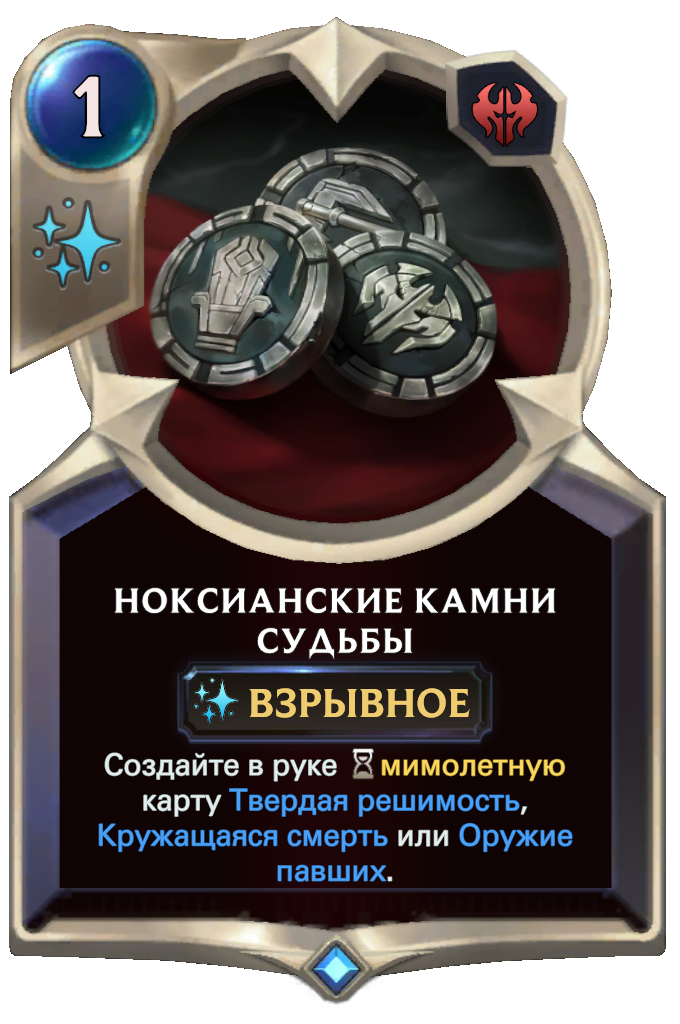 1
НОКСИАНСКИЕ КАМНИ
СУДЬБЫ
ВЗРЫВНОЕ
Создайте в руке мимолетную
карту Твердая решимость,
Кружащаяся смерть или Оружие
павших.